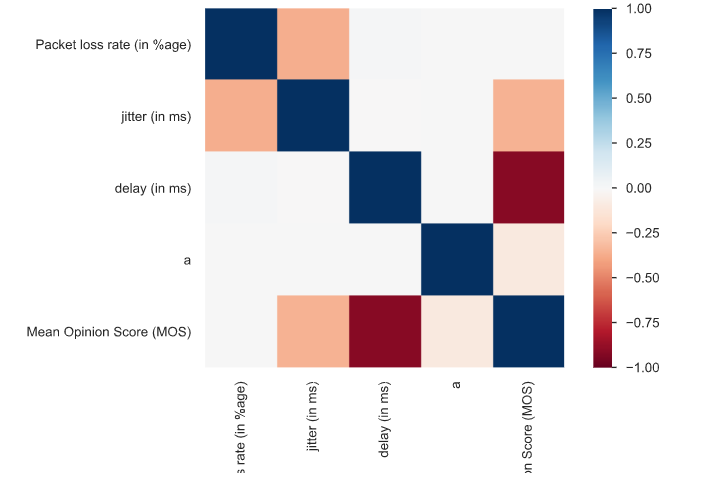 Packet loss rate (in %age)
jitter (in ms)
delay (in ms)
a
Mean Opinion Score (MOS)
1.00
0.75
0.50
0.25
0.00
−0.25
−0.50
−0.75
−1.00
s rate (in %age)
jitter (in ms)
delay (in ms)
a
on Score (MOS)